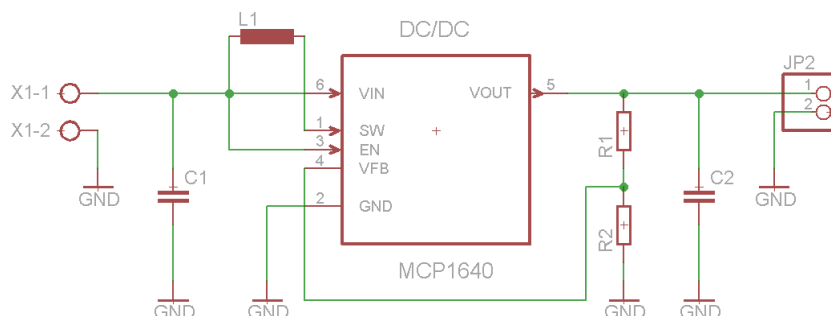 L1
DC/DC
JP2
X1-1
6
VIN
VOUT
5
1
X1-2
1
SW
2
3
EN
R1
4
VFB
C1
C2
GND
GND
2
GND
R2
MCP1640
GND
GND
GND
GND